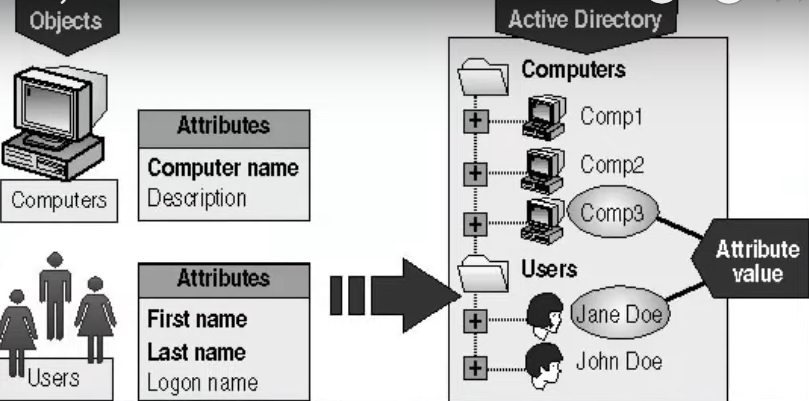 Objects
Computers
Attributes
Computer name
Description
Users
Attributes
First name
Last name
Logon name
Active Directory
Computers
Comp1
Comp2
Comp3
Users
Jane Doe
John Doe
Attribute
value